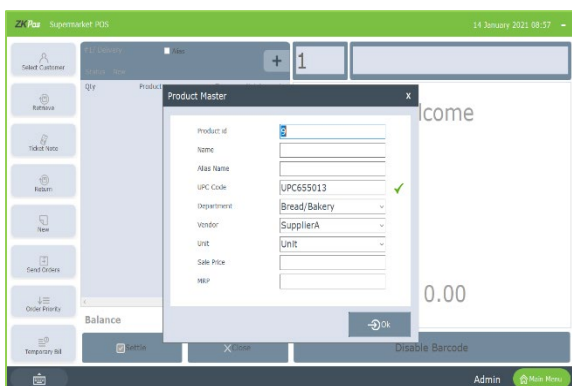 ZKPos Supermarket POS
14 January 2021 08:57
Select Customer
Alias
+
1
Qty
Product
Retrieve
Product Master
X
lcome
Ticket Note
Product id
9
Name
Alias Name
Return
UPC Code
UPC655013
Department
Bread/Bakery
Vendor
SupplierA
New
Unit
Unit
Sale Price
Send Orders
MRP
0.00
Order Priority
Balance
Ok
Temporary Bill
Settle
Close
Disable Barcode
Admin
Main Menu